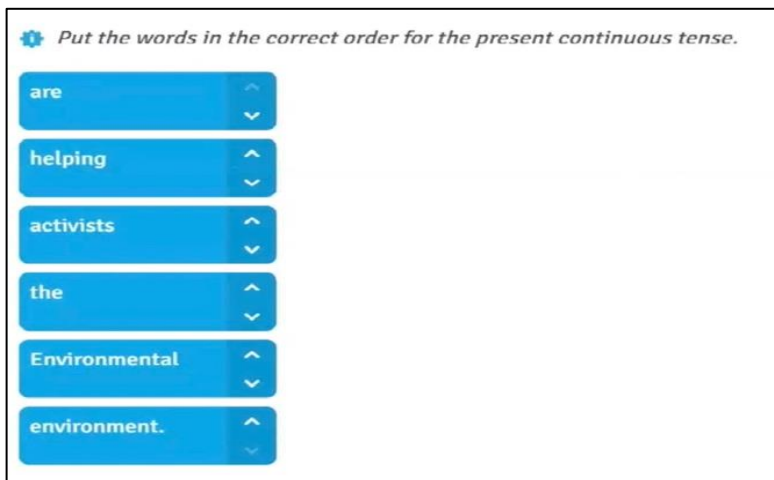 Put the words in the correct order for the present continuous tense.
are
helping
activists
the
Environmental
environment.